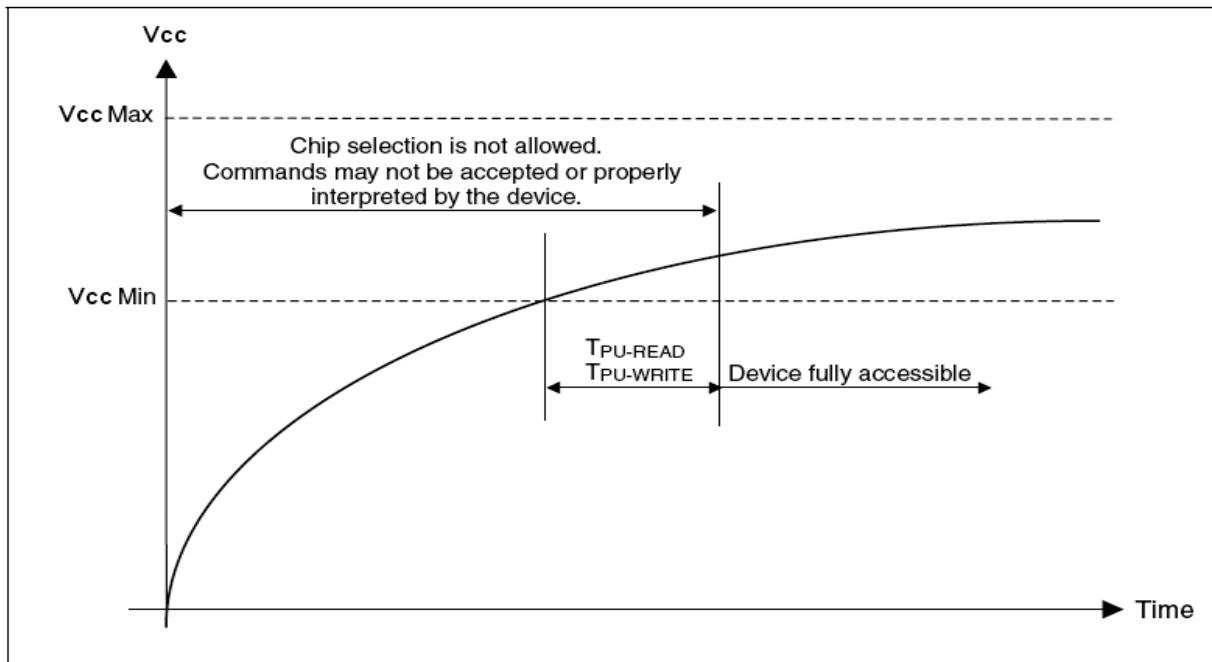 Vcc
Vcc Max
Chip selection is not allowed.
Commands may not be accepted or properly
interpreted by the device.
Vcc Min
TPU-READ
TPU-WRITE
Device fully accessible
Time